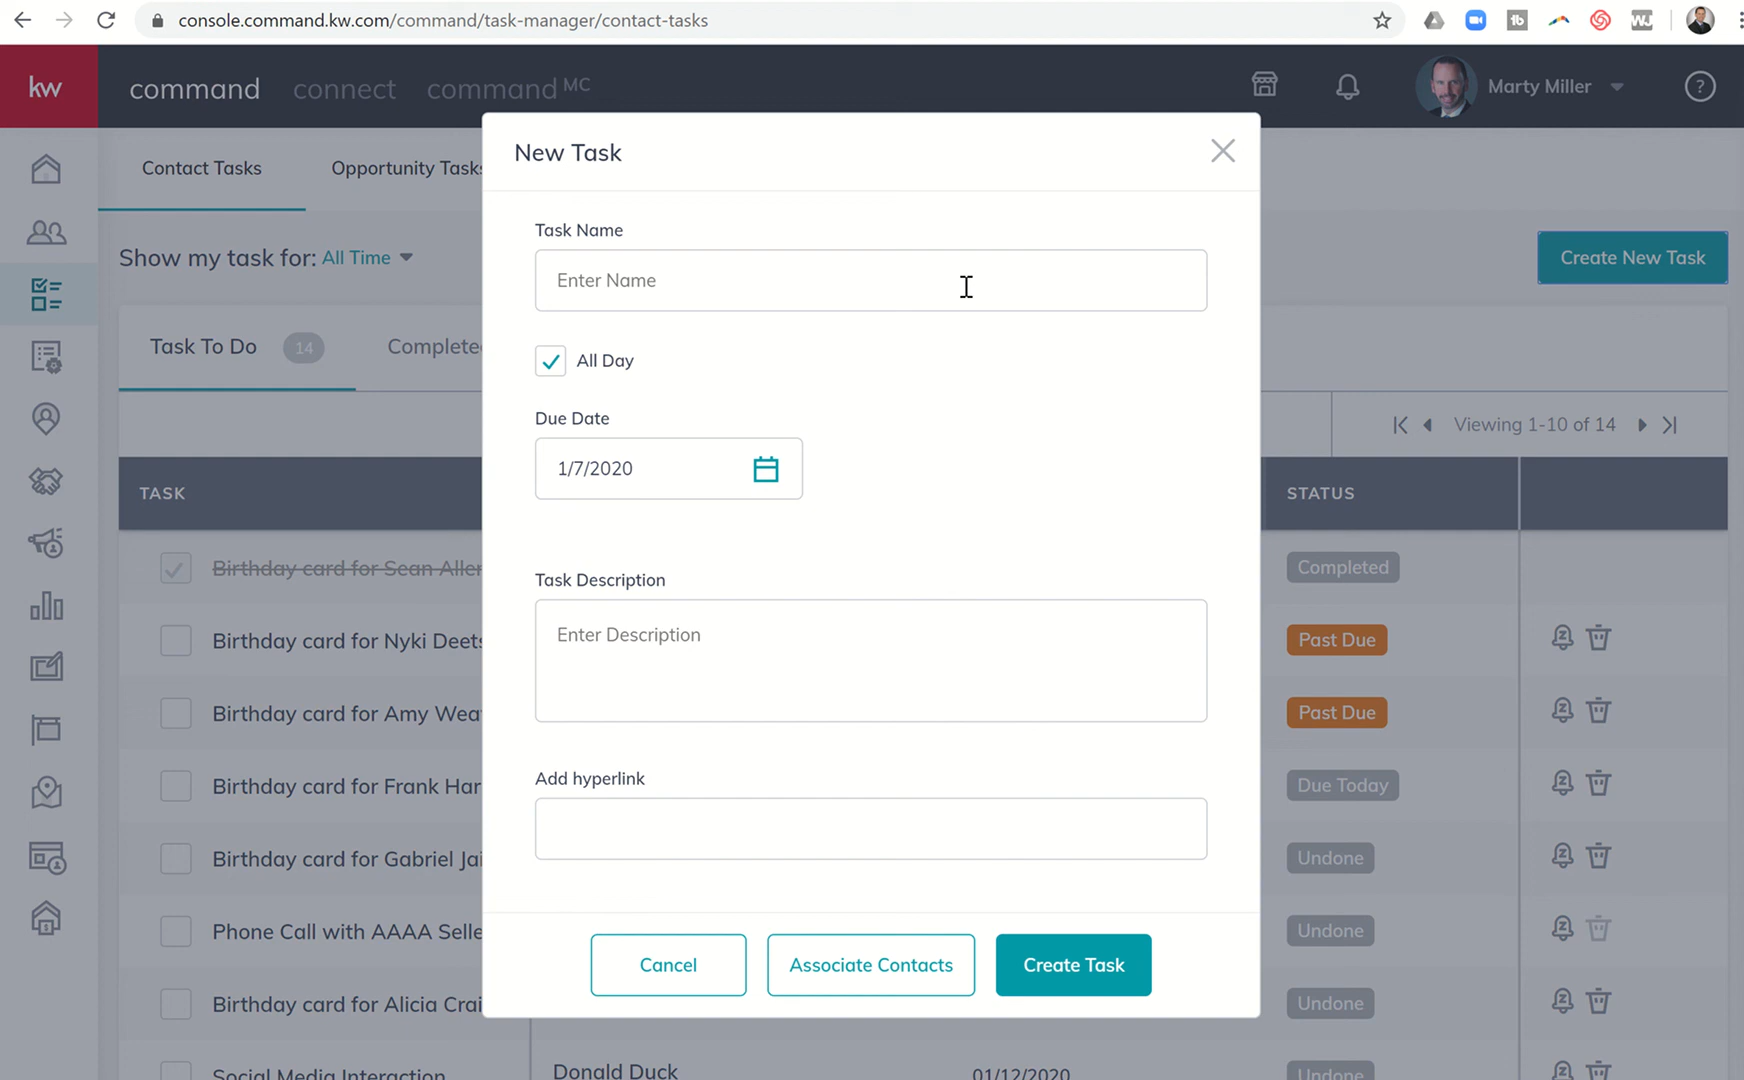 console.command.kw.com/command/task-manager/contact-tasks
kw
command connect command MC
Marty Miller
?
Contact Tasks
Opportunity Tasks
New Task
Show my task for: All Time
Create New Task
Task Name
Enter Name
Task To Do 14
Complete
All Day
Due Date
1/7/2020
Viewing 1-10 of 14
TASK
STATUS
Birthday card for Sean Aller
Completed
Task Description
Enter Description
Birthday card for Nyki Deets
Past Due
Birthday card for Amy Wea
Past Due
Add hyperlink
Birthday card for Frank Har
Due Today
Birthday card for Gabriel Jai
Undone
Phone Call with AAAA Selle
Undone
Cancel
Associate Contacts
Create Task
Birthday card for Alicia Crai
Undone
Social Media Interaction
Donald Duck
01/12/2020
Undone